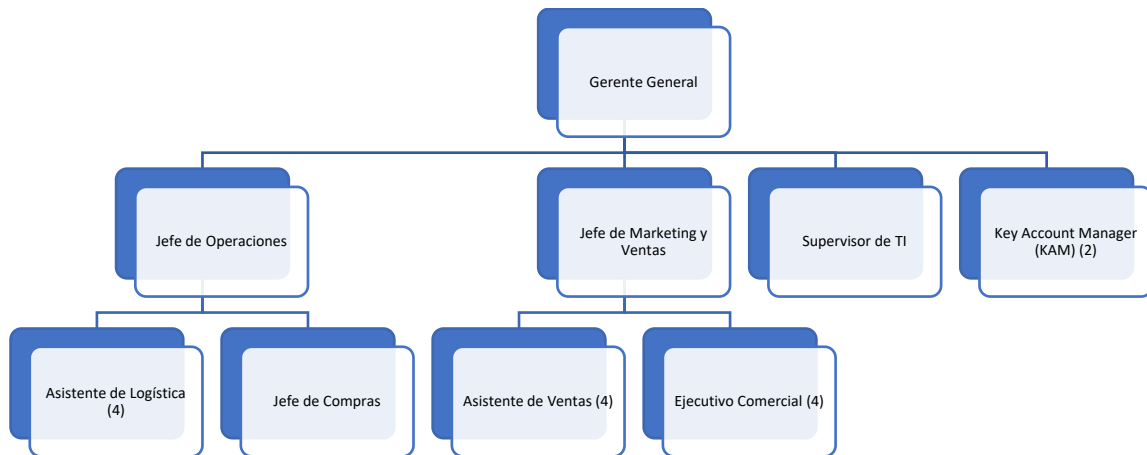 Gerente General
Jefe de Operaciones
Jefe de Marketing y
Ventas
Supervisor de TI
Key Account Manager
(KAM) (2)
Asistente de Logística
(4)
Jefe de Compras
Asistente de Ventas (4)
Ejecutivo Comercial (4)